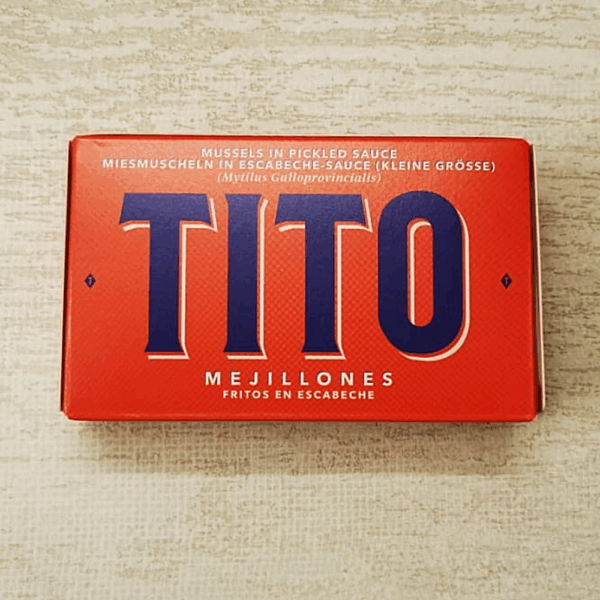 MUSSELS IN PICKLED SAUCE
MIESMUSCHELN IN ESCABECHE-SAUCE (KLEINE GRÖSSE)
(Mytilus Galloprovincialis)
TITO
MEJILLONES
FRITOS EN ESCABECHE